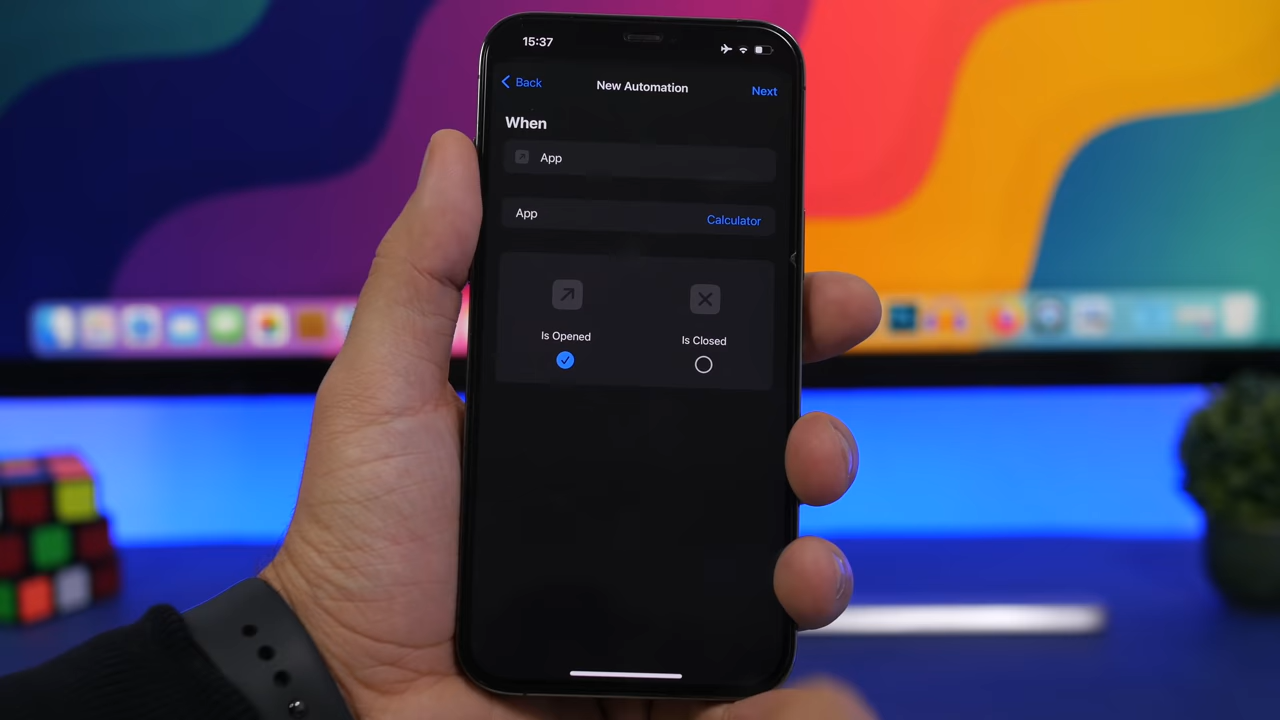 15:37
Back New Automation Next
When
App
App Calculator
Is Opened Is Closed